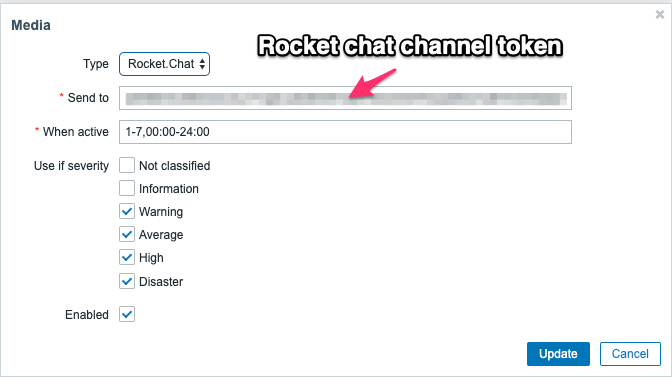 Media
Rocket chat channel token
Type Rocket.Chat
* Send to
* When active 1-7,00:00-24:00
Use if severity Not classified
Information
Warning
Average
High
Disaster
Enabled
Update Cancel